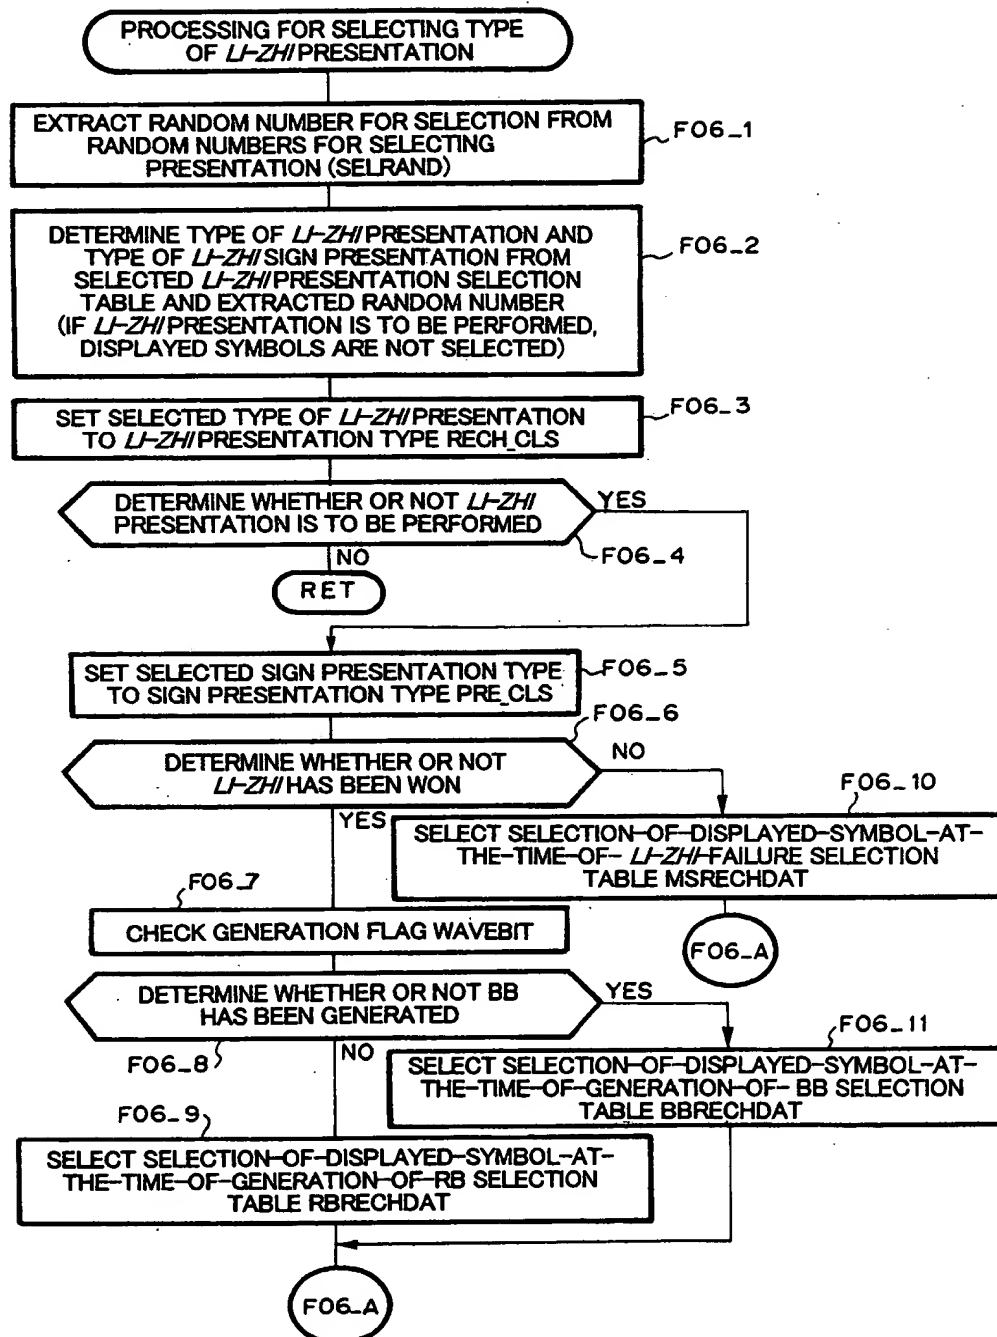 PROCESSING FOR SELECTING TYPE
OF LI-ZHI PRESENTATION
EXTRACT RANDOM NUMBER FOR SELECTION FROM
RANDOM NUMBERS FOR SELECTING
PRESENTATION (SELRAND)
F06_1
DETERMINE TYPE OF LI-ZHI PRESENTATION AND
TYPE OF LI-ZHI SIGN PRESENTATION FROM
SELECTED LI-ZHI PRESENTATION SELECTION
TABLE AND EXTRACTED RANDOM NUMBER
(IF LI-ZHI PRESENTATION IS TO BE PERFORMED,
DISPLAYED SYMBOLS ARE NOT SELECTED)
F06_2
SET SELECTED TYPE OF LI-ZHI PRESENTATION
TO LI-ZHI PRESENTATION TYPE RECH_CLS
F06_3
DETERMINE WHETHER OR NOT LI-ZHI
PRESENTATION IS TO BE PERFORMED
YES
F06_4
NO
RET
SET SELECTED SIGN PRESENTATION TYPE
TO SIGN PRESENTATION TYPE PRE_CLS
F06_5
F06_6
DETERMINE WHETHER OR NOT
LI-ZHI HAS BEEN WON
NO
YES
F06_10
SELECT SELECTION-OF-DISPLAYED-SYMBOL-AT-
THE-TIME-OF- LI-ZHI-FAILURE SELECTION
TABLE MSRECHDAT
F06_A
F06_7
CHECK GENERATION FLAG WAVEBIT
DETERMINE WHETHER OR NOT BB
HAS BEEN GENERATED
YES
F06_8
NO
F06_11
SELECT SELECTION-OF-DISPLAYED-SYMBOL-AT-
THE-TIME-OF-GENERATION-OF- BB SELECTION
TABLE BBRECHDAT
F06_9
SELECT SELECTION-OF-DISPLAYED-SYMBOL-AT-
THE-TIME-OF-GENERATION-OF-RB SELECTION
TABLE RBRECHDAT
F06_A